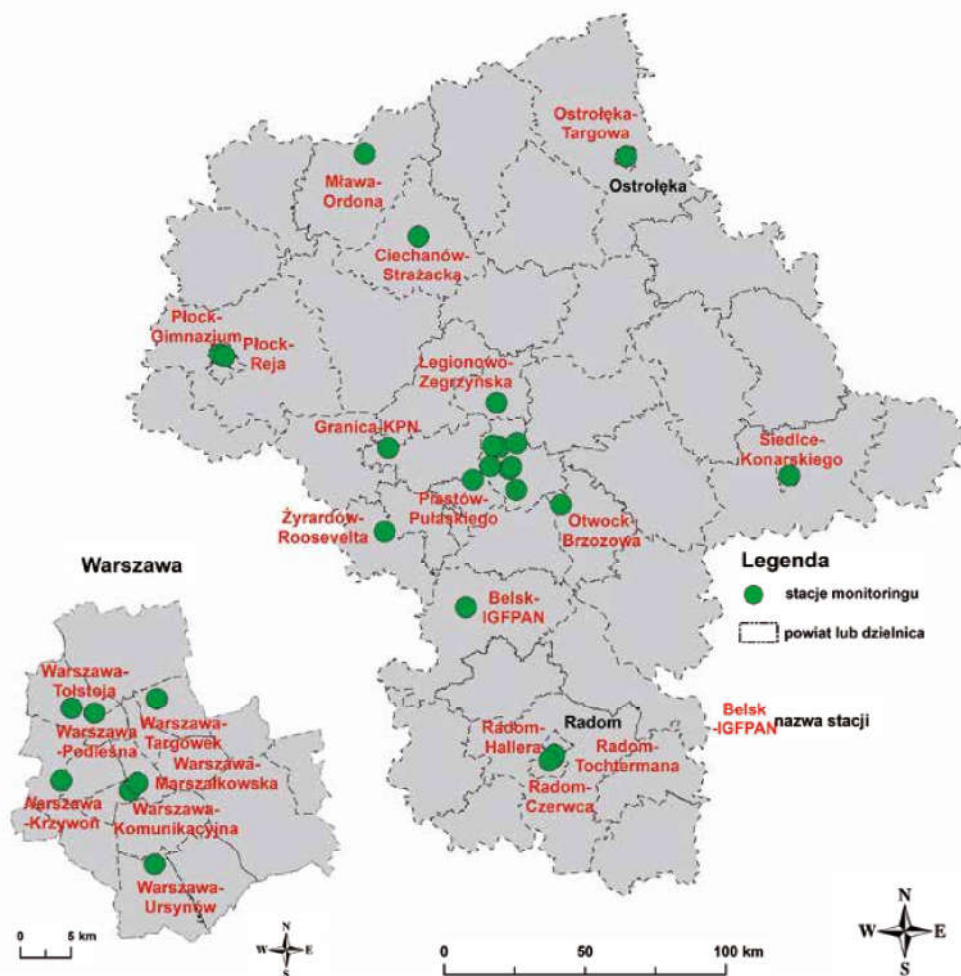 Ostrołęka-
Targowa
Ostrołęka
Mława-
Ordona
Ciechanów-
Strażacka
Płock-
Gimnazjum
Płock-
Reja
Legionowo-
Zegrzyńska
Granica-KPN
Siedlce-
Konarskiego
Piastów-
Pułaskiego
Żyrardów-
Roosevelta
Otwock-
Brzozowa
Belsk-
IGFPAN
Legenda
stacje monitoringu
powiat lub dzielnica
Belsk
-IGFPAN
nazwa stacji
Radom
Radom-
Hallera
Radom-
Tochtermana
Radom-
Czerwca
Warszawa
Warszawa-
Tołstoja
Warszawa
-Podleśna
Warszawa-
Targówek
Warszawa-
Marszałkowska
Warszawa
-Krzywoń
Warszawa-
Komunikacyjna
Warszawa-
Ursynów
0 5 km
N
W E
S
0 50 100 km
N
W E
S